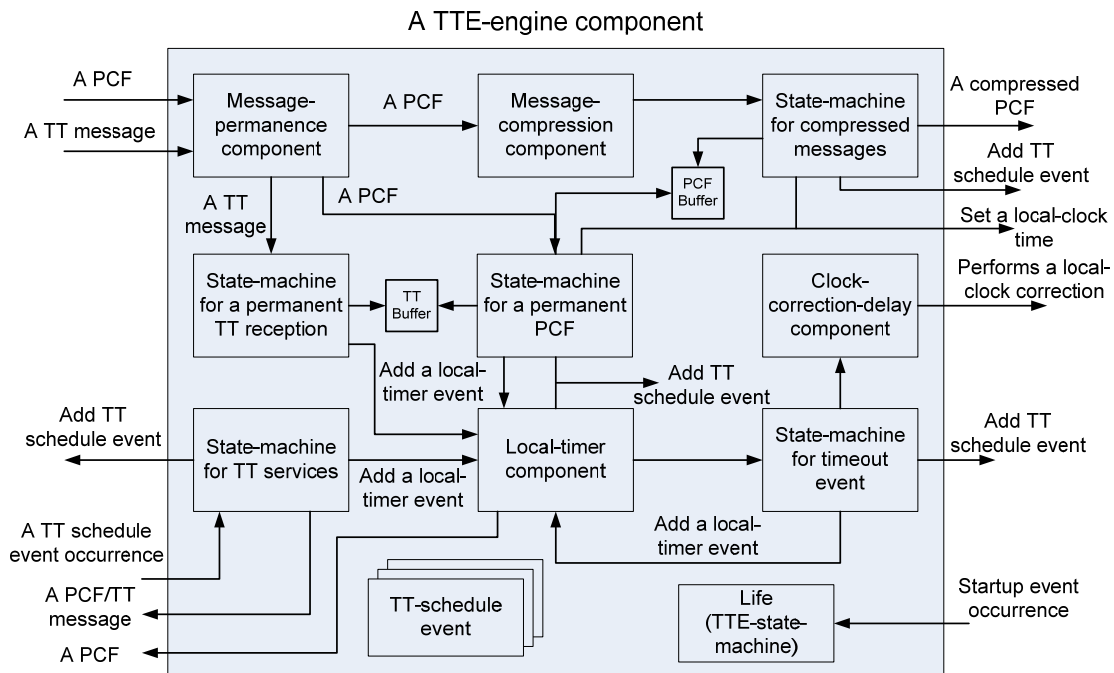 A TTE-engine component
A PCF
A TT message
Message-
permanence
component
A PCF
Message-
compression
component
State-machine
for compressed
messages
A compressed
PCF
Add TT
schedule event
PCF
Buffer
A TT
message
A PCF
Set a local-clock
time
State-machine
for a permanent
TT reception
TT
Buffer
State-machine
for a permanent
PCF
Clock-
correction-delay
component
Performs a local-
clock correction
Add a local-
timer event
Add TT
schedule event
Add TT
schedule event
State-machine
for TT services
Add a local-
timer event
Local-timer
component
State-machine
for timeout
event
Add TT
schedule event
A TT schedule
event occurrence
Add a local-
timer event
A PCF/TT
message
TT-schedule
event
Life
(TTE-state-
machine)
Startup event
occurrence
A PCF